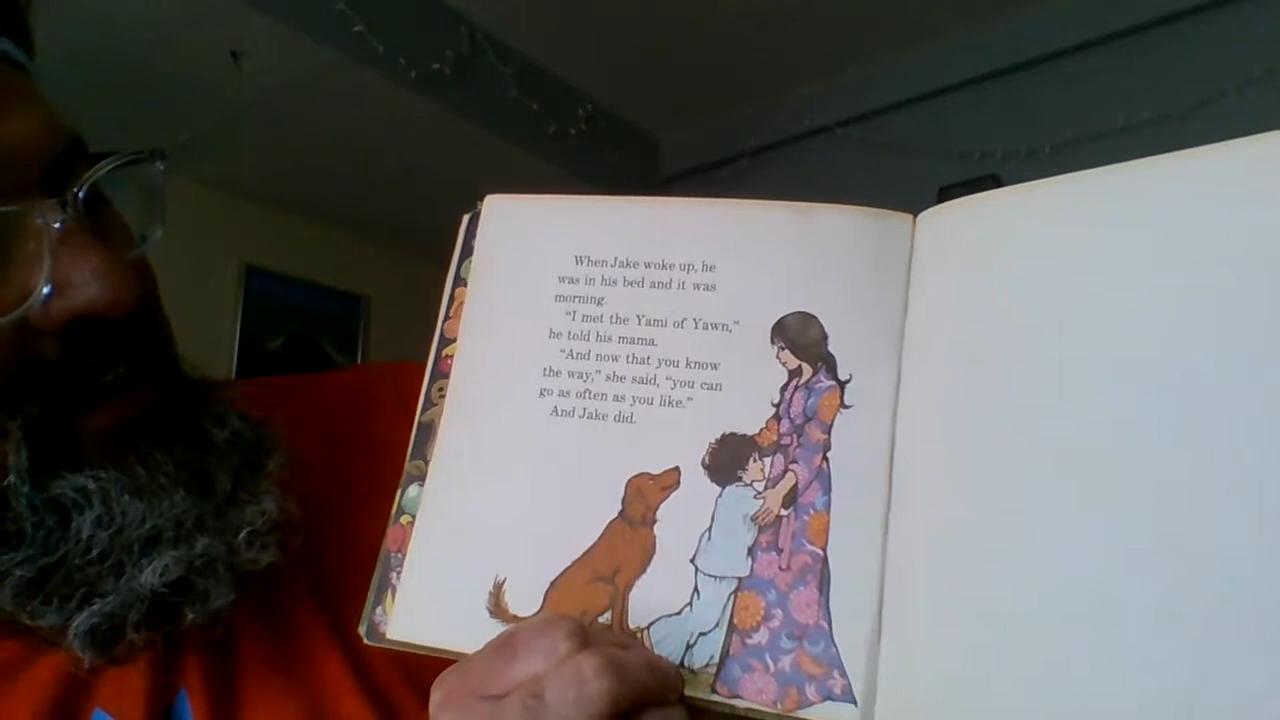 When Jake woke up, he
was in his bed and it was
morning.
"I met the Yami of Yawn,"
he told his mama.
"And now that you know
the way," she said, "you can
go as often as you like."
And Jake did.